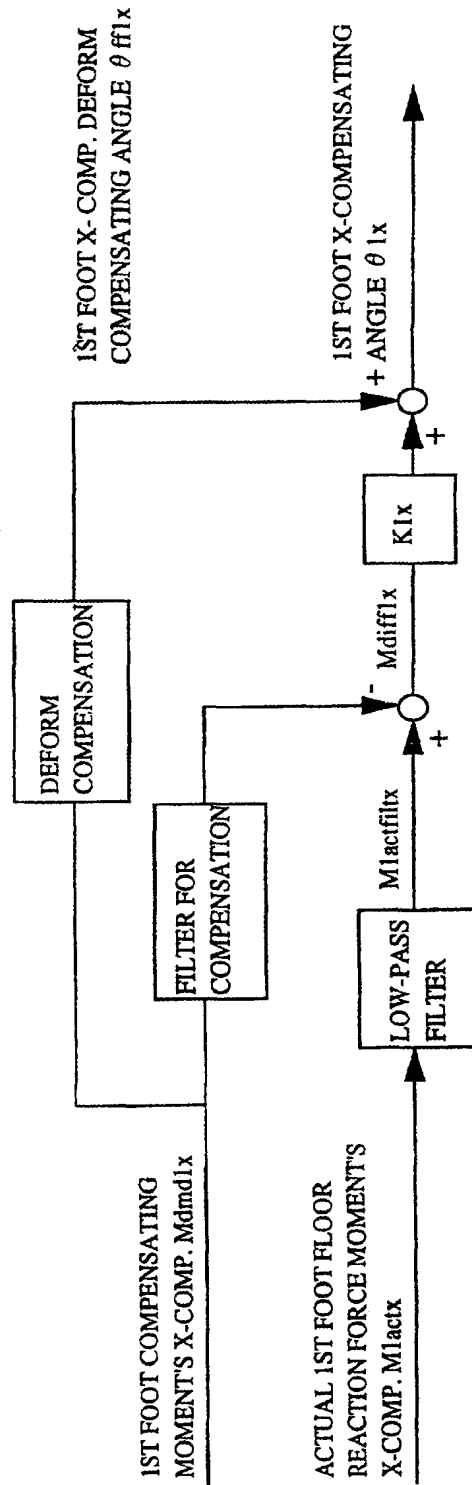 1ST FOOT X- COMP. DEFORM
COMPENSATING ANGLE θ ff1x
DEFORM
COMPENSATION
1ST FOOT COMPENSATING
MOMENT'S X-COMP. Mdmd1x
FILTER FOR
COMPENSATION
1ST FOOT X-COMPENSATING
ANGLE θ 1x
+
+
K1x
Mdiff1x
-
+
M1actfiltx
LOW-PASS
FILTER
ACTUAL 1ST FOOT FLOOR
REACTION FORCE MOMENT'S
X-COMP. M1actx